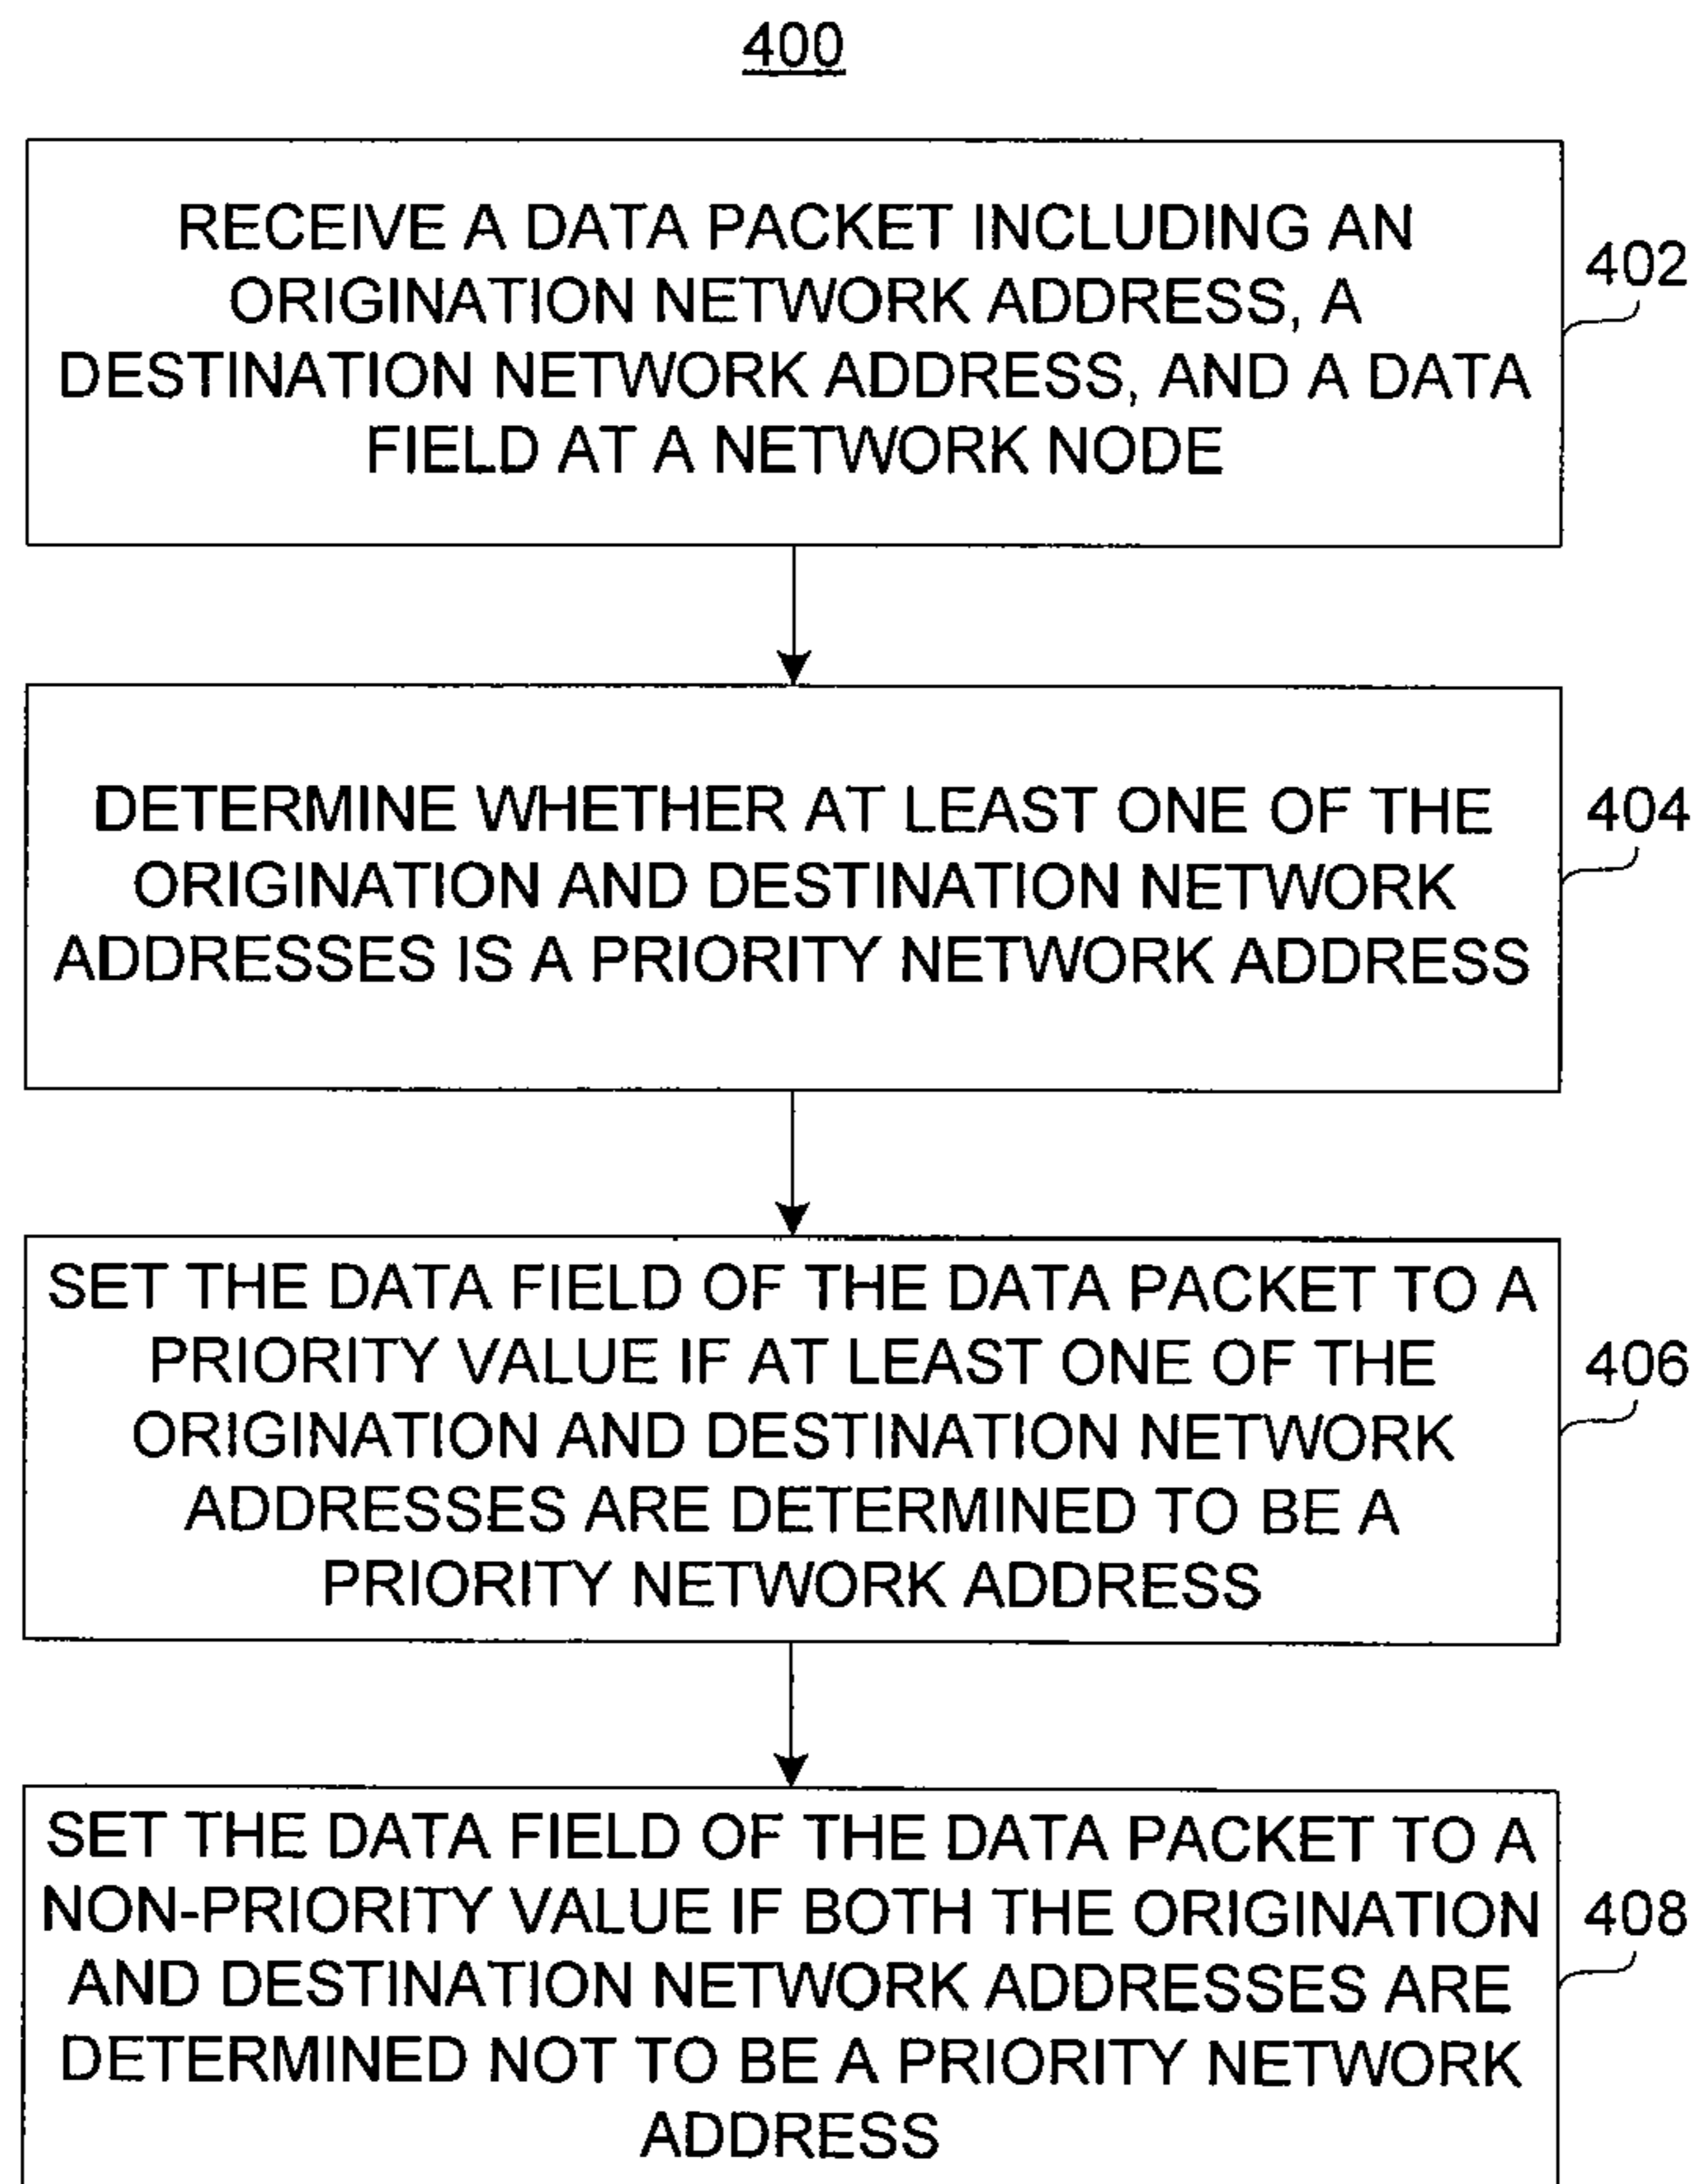 400
RECEIVE A DATA PACKET INCLUDING AN
ORIGINATION NETWORK ADDRESS, A
DESTINATION NETWORK ADDRESS, AND A DATA
FIELD AT A NETWORK NODE
402
DETERMINE WHETHER AT LEAST ONE OF THE
ORIGINATION AND DESTINATION NETWORK
ADDRESSES IS A PRIORITY NETWORK ADDRESS
404
SET THE DATA FIELD OF THE DATA PACKET TO A
PRIORITY VALUE IF AT LEAST ONE OF THE
ORIGINATION AND DESTINATION NETWORK
ADDRESSES ARE DETERMINED TO BE A
PRIORITY NETWORK ADDRESS
406
SET THE DATA FIELD OF THE DATA PACKET TO A
NON-PRIORITY VALUE IF BOTH THE ORIGINATION
AND DESTINATION NETWORK ADDRESSES ARE
DETERMINED NOT TO BE A PRIORITY NETWORK
ADDRESS
408